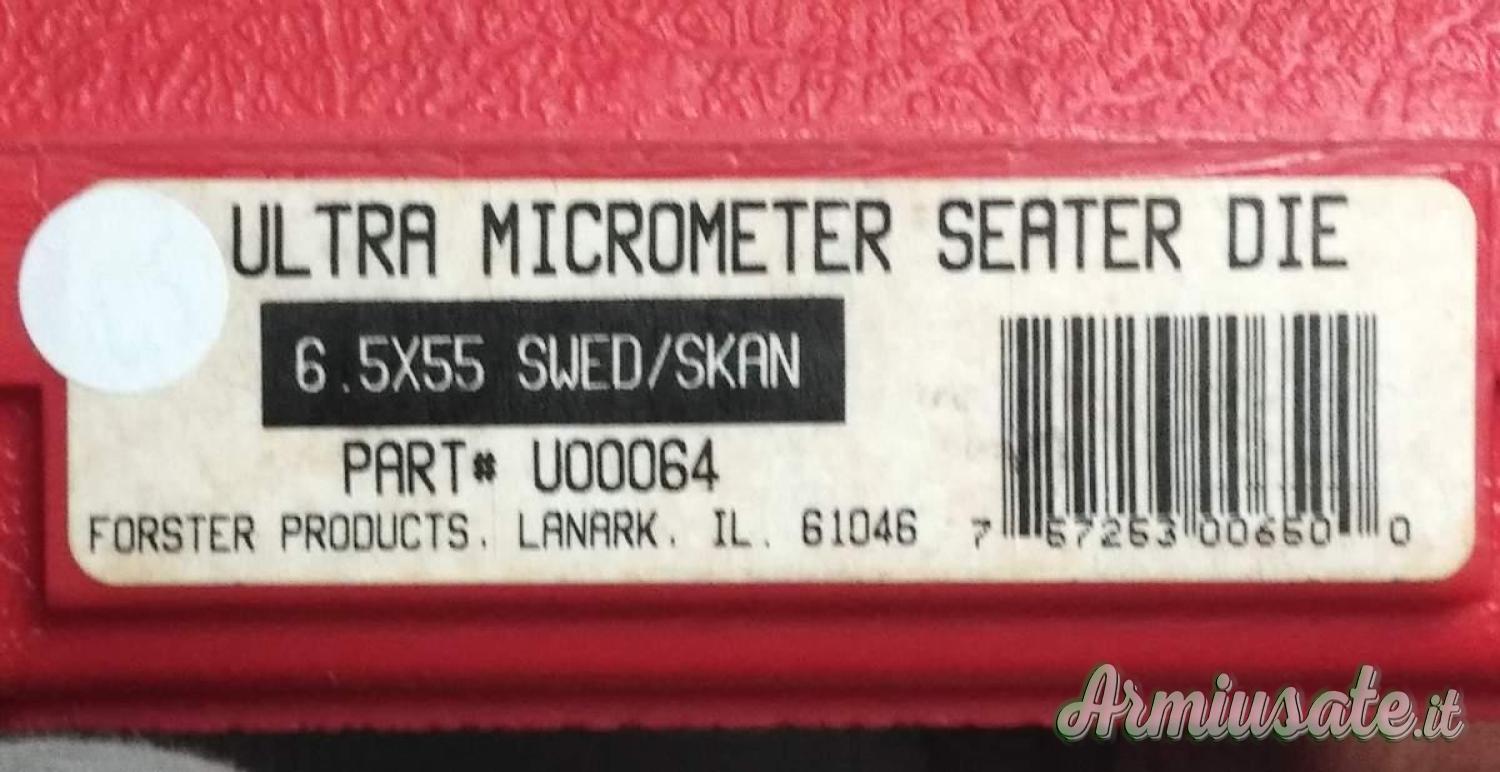 ULTRA MICROMETER SEATER DIE
6.5X55 SWED/SKAN
PART# U00064
FORSTER PRODUCTS. LANARK. IL. 61046
7 57253 00650 0
Armiusate.it